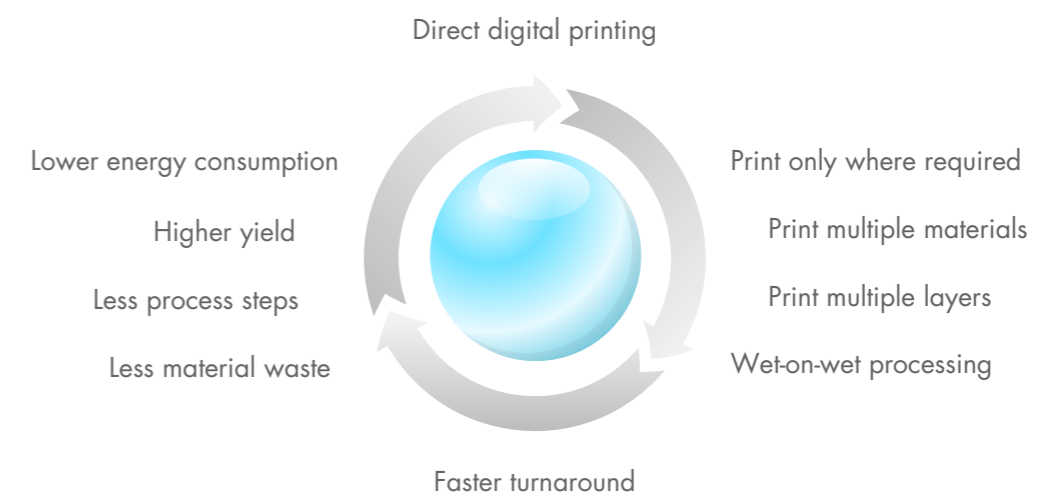 Direct digital printing
Lower energy consumption
Print only where required
Higher yield
Print multiple materials
Less process steps
Print multiple layers
Less material waste
Wet-on-wet processing
Faster turnaround